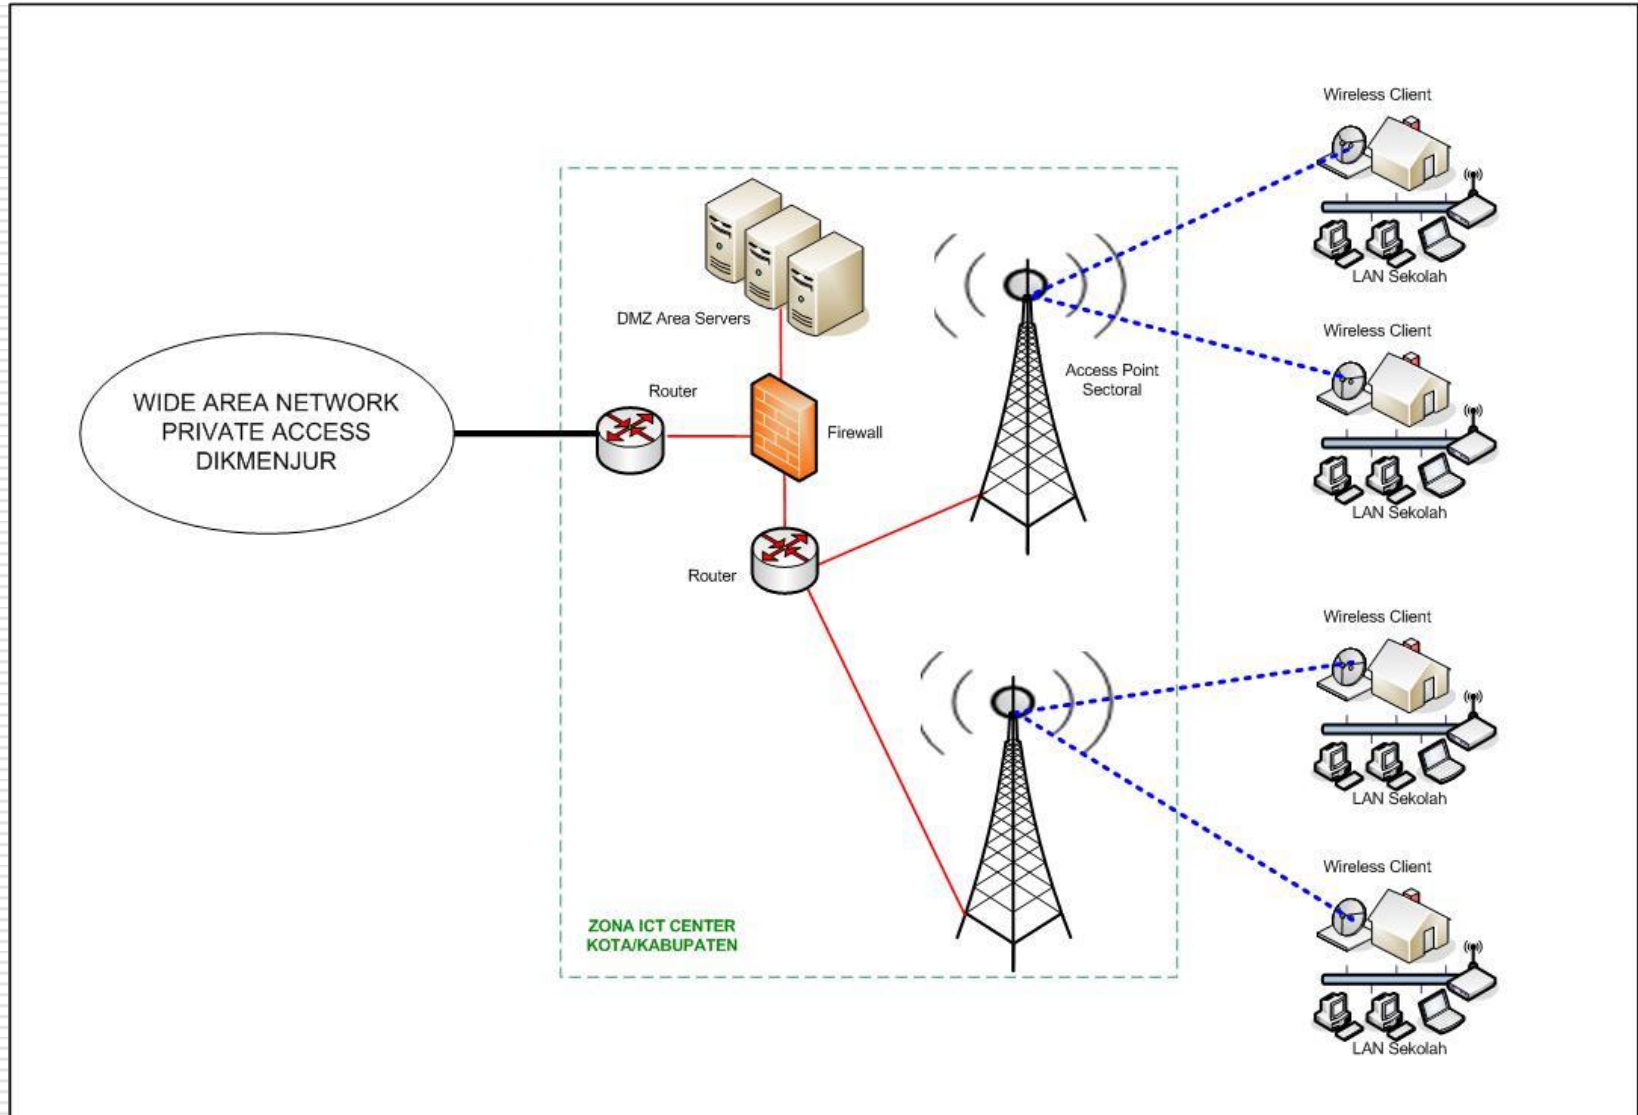 WIDE AREA NETWORK
PRIVATE ACCESS
DIKMENJUR
Router
DMZ Area Servers
Firewall
Router
Access Point
Sectoral
ZONA ICT CENTER
KOTA/KABUPATEN
Wireless Client
LAN Sekolah
Wireless Client
LAN Sekolah
Wireless Client
LAN Sekolah
Wireless Client
LAN Sekolah